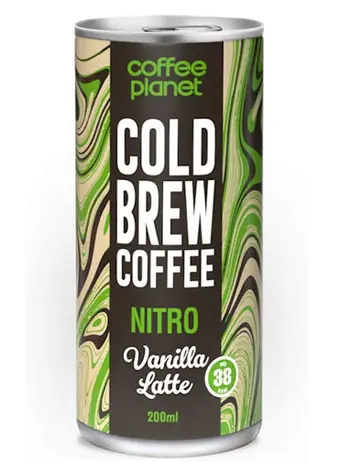 coffee
planet
COLD
BREW
COFFEE
NITRO
Vanilla
Latte
38
200ml